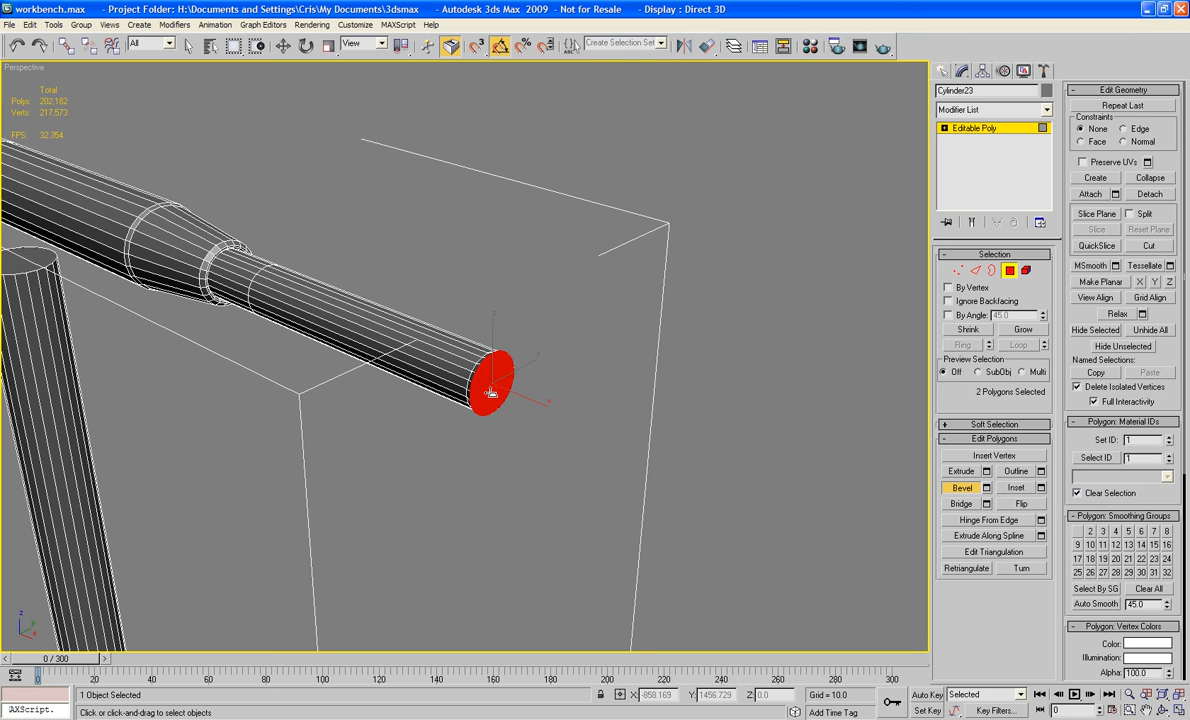 workbench.max - Project Folder: H:\Documents and Settings\Cris\My Documents\3dsmax - Autodesk 3ds Max 2009 - Not for Resale - Display : Direct 3D
File Edit Tools Group Views Create Modifiers Animation Graph Editors Rendering Customize MAXScript Help
All View Create Selection Set
Perspective
Total
Polys: 202,182
Verts: 217,573
FPS: 32.354
z
y
x
z
y
x
Cylinder23
Modifier List
Editable Poly
Selection
By Vertex
Ignore Backfacing
By Angle: 45.0
Shrink Grow
Ring Loop
Preview Selection
Off SubObj Multi
2 Polygons Selected
Soft Selection
Edit Polygons
Insert Vertex
Extrude Outline
Bevel Inset
Bridge Flip
Hinge From Edge
Extrude Along Spline
Edit Triangulation
Retriangulate Turn
Edit Geometry
Repeat Last
Constraints
None Edge
Face Normal
Preserve UVs
Create Collapse
Attach Detach
Slice Plane Split
Slice Reset Plane
QuickSlice Cut
MSmooth Tessellate
Make Planar X Y Z
View Align Grid Align
Relax
Hide Selected Unhide All
Hide Unselected
Named Selections:
Copy Paste
Delete Isolated Vertices
Full Interactivity
Polygon: Material IDs
Set ID: 1
Select ID 1
Clear Selection
Polygon: Smoothing Groups
2 3 4 5 6 7 8
9 10 11 12 13 14 15 16
17 18 19 20 21 22 23 24
25 26 27 28 29 30 31 32
Select By SG Clear All
Auto Smooth 45.0
Polygon: Vertex Colors
Color:
Illumination:
Alpha: 100.0
0 / 300
0 20 40 60 80 100 120 140 160 180 200 220 240 260 280 300
1 Object Selected X: -858.169 Y: 1456.729 Z: 0.0 Grid = 10.0 Auto Key Selected
AXScript. Click or click-and-drag to select objects Add Time Tag Set Key Key Filters... 0